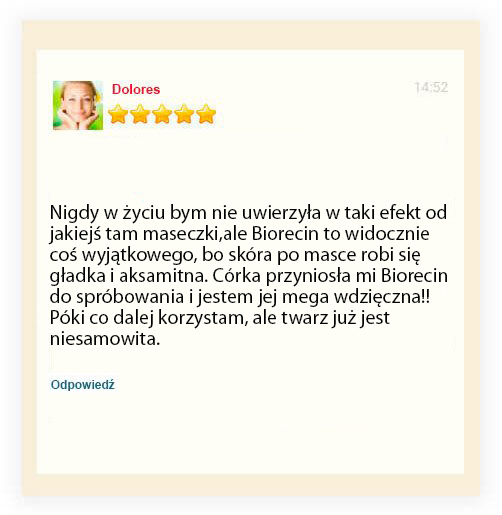 Dolores
14:52
Nigdy w życiu bym nie uwierzyła w taki efekt od
jakiejś tam maseczki,ale Biorecin to widocznie
coś wyjątkowego, bo skóra po masce robi się
gładka i aksamitna. Córka przyniosła mi Biorecin
do spróbowania i jestem jej mega wdzięczna!!
Póki co dalej korzystam, ale twarz już jest
niesamowita.
Odpowiedź